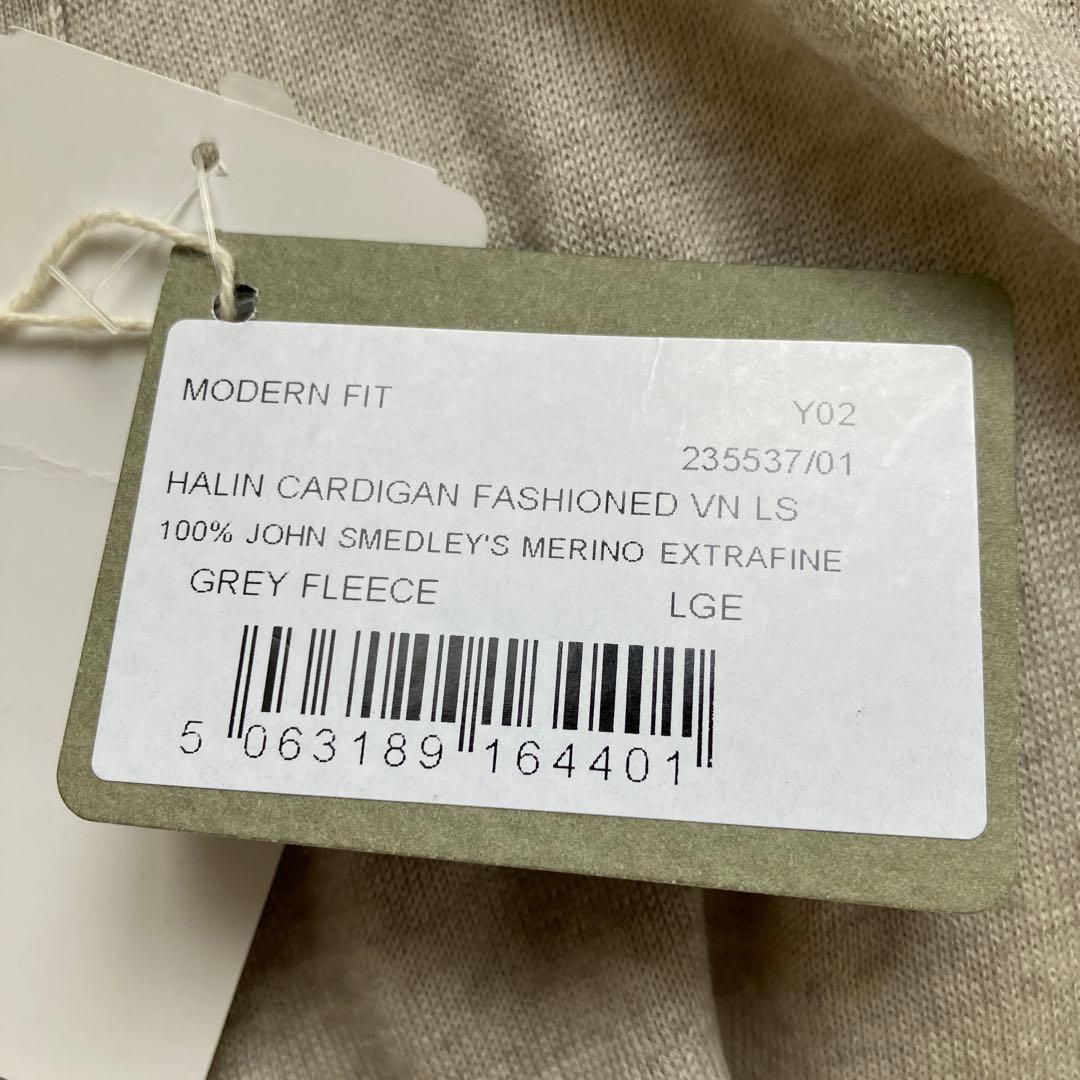 MODERN FIT
Y02
235537/01
HALIN CARDIGAN FASHIONED VN LS
100% JOHN SMEDLEY'S MERINO EXTRAFINE
GREY FLEECE LGE
5 063189 164401